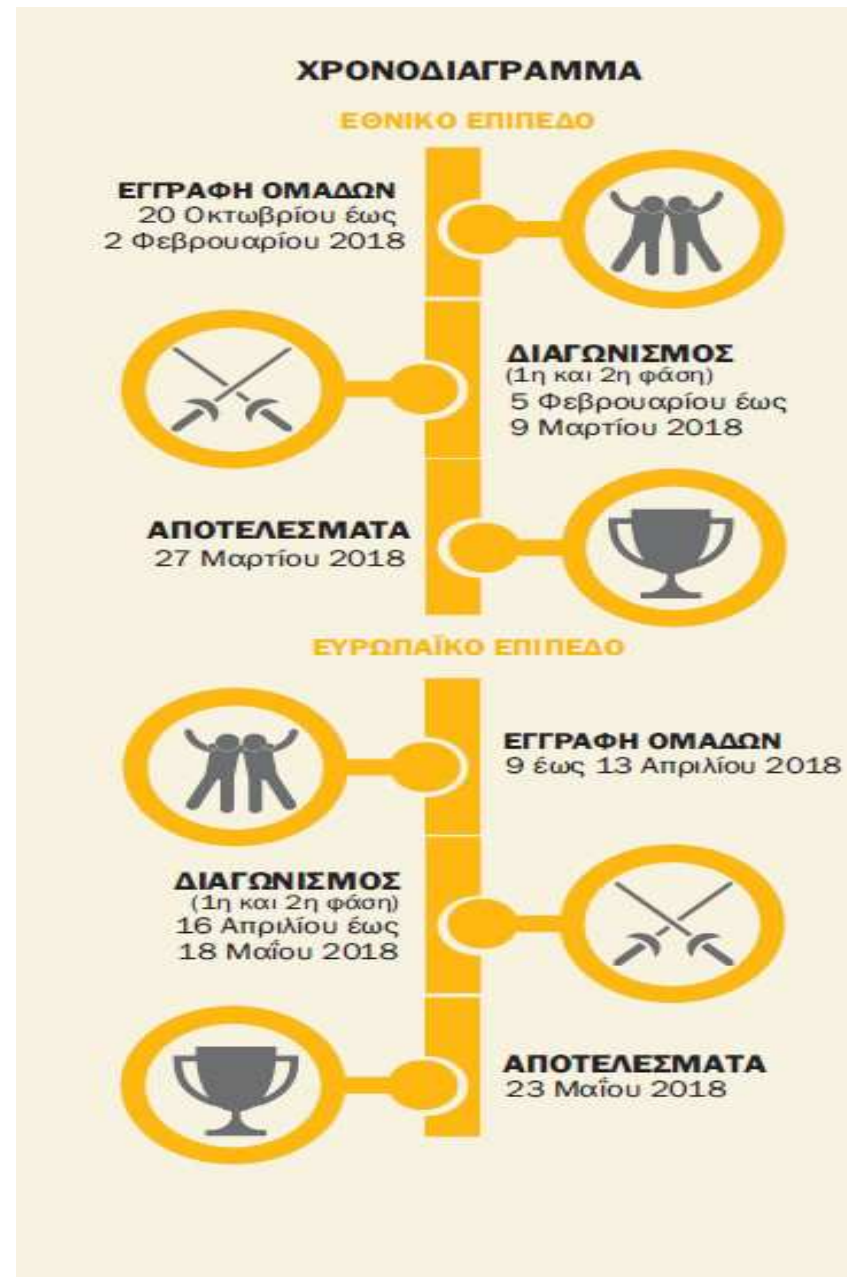 ΧΡΟΝΟΔΙΑΓΡΑΜΜΑ
ΕΘΝΙΚΟ ΕΠΙΠΕΔΟ
ΕΓΓΡΑΦΗ ΟΜΑΔΩΝ
20 Οκτωβρίου έως
2 Φεβρουαρίου 2018
ΔΙΑΓΩΝΙΣΜΟΣ
(1η και 2η φάση)
5 Φεβρουαρίου έως
9 Μαρτίου 2018
ΑΠΟΤΕΛΕΣΜΑΤΑ
27 Μαρτίου 2018
ΕΥΡΩΠΑΪΚΟ ΕΠΙΠΕΔΟ
ΕΓΓΡΑΦΗ ΟΜΑΔΩΝ
9 έως 13 Απριλίου 2018
ΔΙΑΓΩΝΙΣΜΟΣ
(1η και 2η φάση)
16 Απριλίου έως
18 Μαΐου 2018
ΑΠΟΤΕΛΕΣΜΑΤΑ
23 Μαΐου 2018